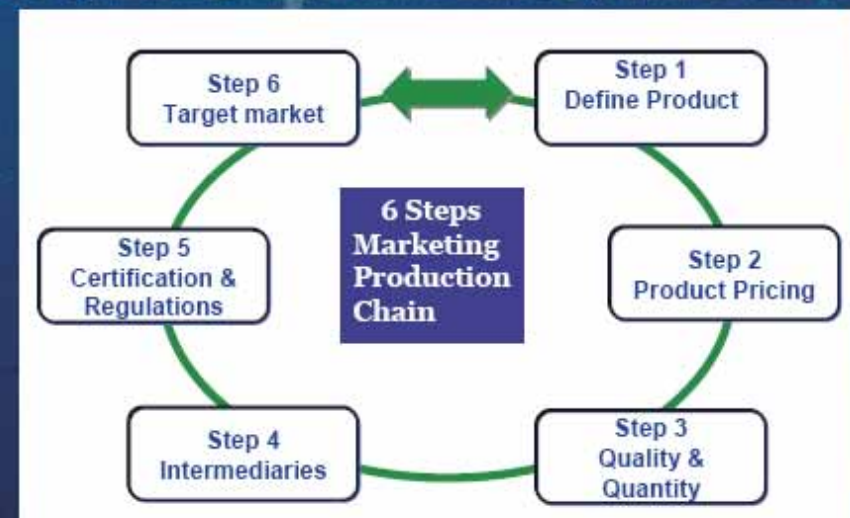 Step 6
Target market
Step 1
Define Product
6 Steps
Marketing
Production
Chain
Step 5
Certification &
Regulations
Step 2
Product Pricing
Step 4
Intermediaries
Step 3
Quality &
Quantity